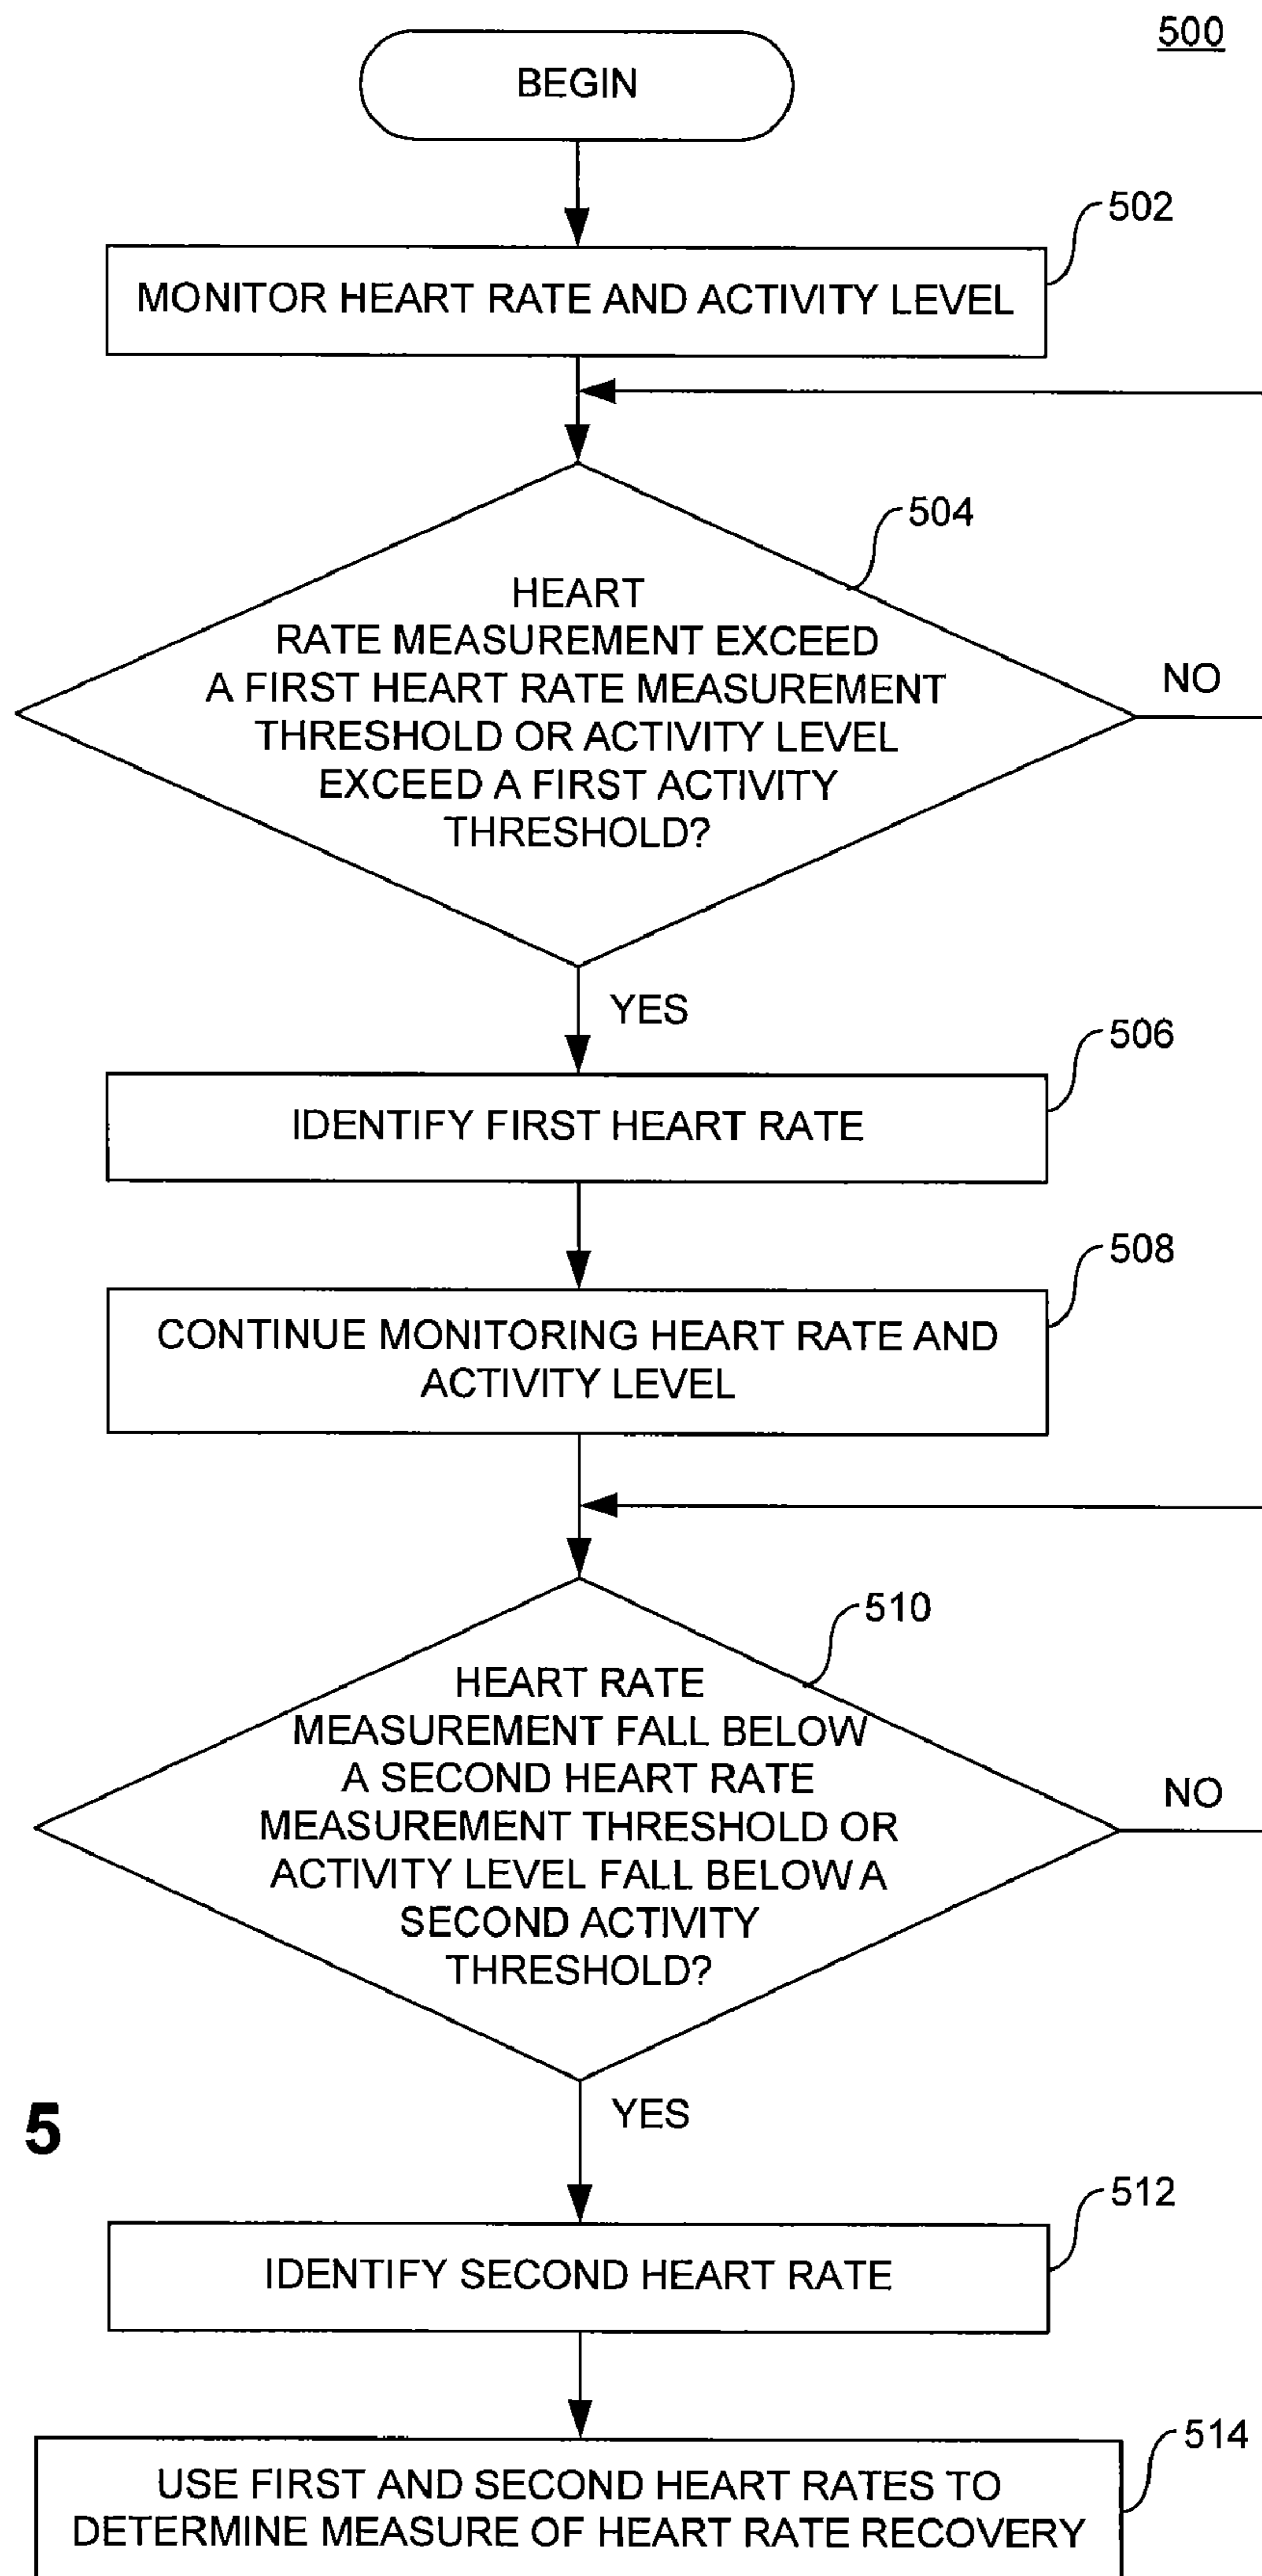 500
BEGIN
502
MONITOR HEART RATE AND ACTIVITY LEVEL
504
HEART
RATE MEASUREMENT EXCEED
A FIRST HEART RATE MEASUREMENT
THRESHOLD OR ACTIVITY LEVEL
EXCEED A FIRST ACTIVITY
THRESHOLD?
NO
YES
506
IDENTIFY FIRST HEART RATE
508
CONTINUE MONITORING HEART RATE AND
ACTIVITY LEVEL
510
HEART RATE
MEASUREMENT FALL BELOW
A SECOND HEART RATE
MEASUREMENT THRESHOLD OR
ACTIVITY LEVEL FALL BELOW A
SECOND ACTIVITY
THRESHOLD?
NO
YES
5
512
IDENTIFY SECOND HEART RATE
514
USE FIRST AND SECOND HEART RATES TO
DETERMINE MEASURE OF HEART RATE RECOVERY